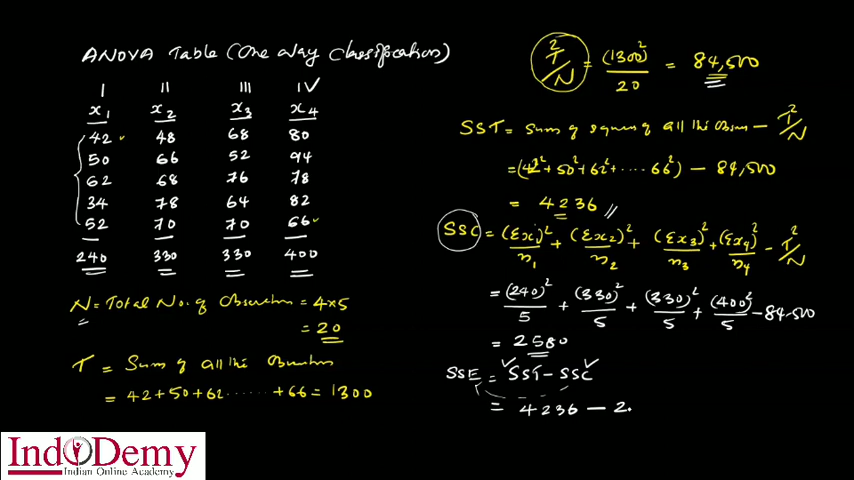 ANOVA Table (One Way Classification)
I II III IV ✓
x₁ x₂ x₃ x₄
42 48 68 80
50 66 52 94
62 68 76 78
34 78 64 82
52 70 70 66
240 330 330 400
N = Total No. of Observation = 4×5
= 20
T = Sum of all the Observations
= 42+50+62......+66 = 1300
T²/N = (1300)²/20 = 84,500
SST = Sum of square of all the Obsern – T²/N
= (42²+50²+62²+....66²) – 84,500
= 4236 //
SSC = (Σx₁)²/n₁ + (Σx₂)²/n₂ + (Σx₃)²/n₃ + (Σx₄)²/n₄ – T²/N
= (240)²/5 + (330)²/5 + (330)²/5 + (400)²/5 – 84,500
= 2580
SSE = SST – SSC
= 4236 – 2
INDODEMY
Indian Online Academy